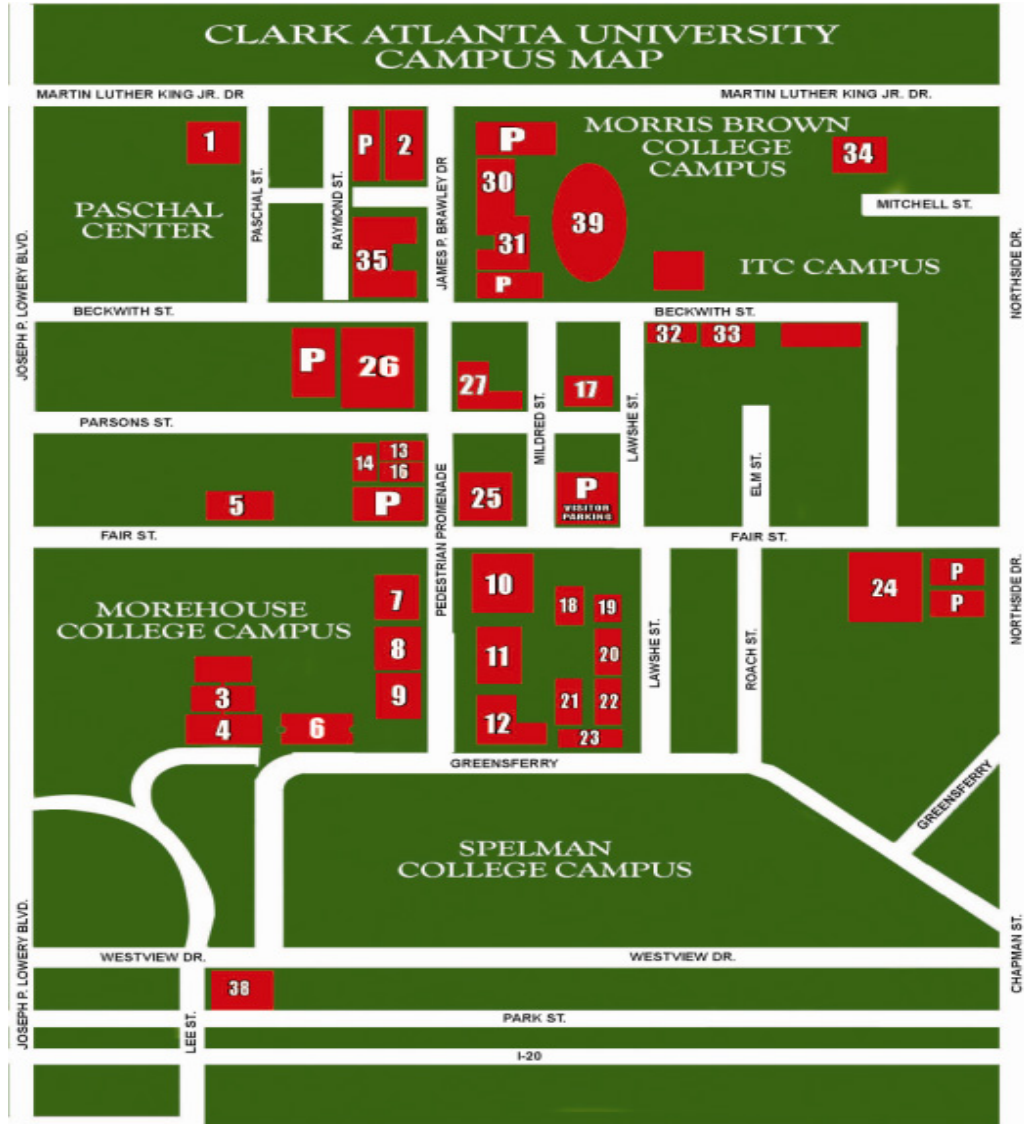 CLARK ATLANTA UNIVERSITY
CAMPUS MAP
MARTIN LUTHER KING JR. DR
MARTIN LUTHER KING JR. DR.
1
P
2
P
MORRIS BROWN
COLLEGE
CAMPUS
34
PASCHAL ST.
RAYMOND ST.
JAMES P. BRAWLEY DR
30
39
MITCHELL ST.
PASCHAL
CENTER
35
31
P
ITC CAMPUS
JOSEPH P. LOWERY BLVD.
NORTHSIDE DR.
BECKWITH ST.
BECKWITH ST.
P
26
27
17
32
33
MILDRED ST.
LAWSHE ST.
PARSONS ST.
14
13
16
5
P
25
P
VISITOR
PARKING
ELM ST.
PEDESTRIAN PROMENADE
FAIR ST.
FAIR ST.
MOREHOUSE
COLLEGE CAMPUS
7
8
9
10
11
12
18
19
20
21
22
23
24
P
P
NORTHSIDE DR.
LAWSHE ST.
ROACH ST.
3
4
6
GREENSFERRY
GREENSFERRY
SPELMAN
COLLEGE CAMPUS
JOSEPH P. LOWERY BLVD.
CHAPMAN ST.
WESTVIEW DR.
WESTVIEW DR.
38
LEE ST.
PARK ST.
I-20